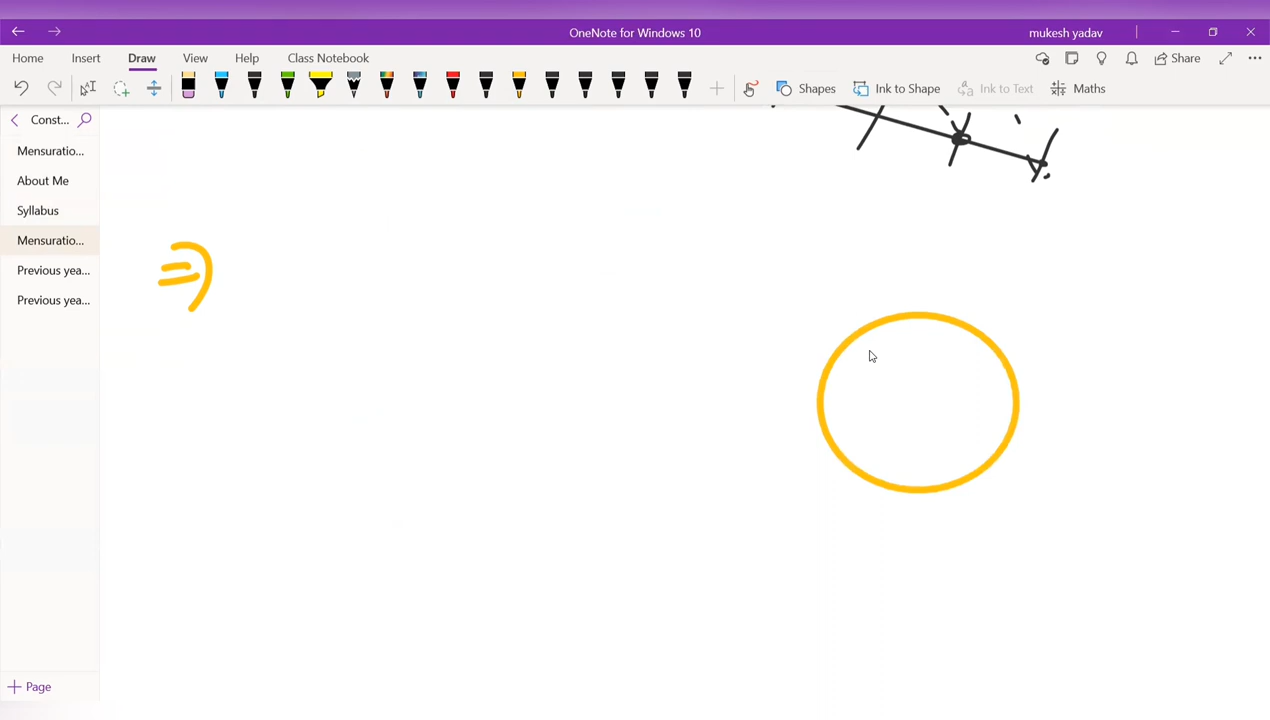 OneNote for Windows 10
mukesh yadav
Home Insert Draw View Help Class Notebook
Share
Shapes Ink to Shape Ink to Text Maths
Const...
Mensuratio...
About Me
Syllabus
Mensuratio...
Previous yea...
Previous yea...
⇒
+ Page